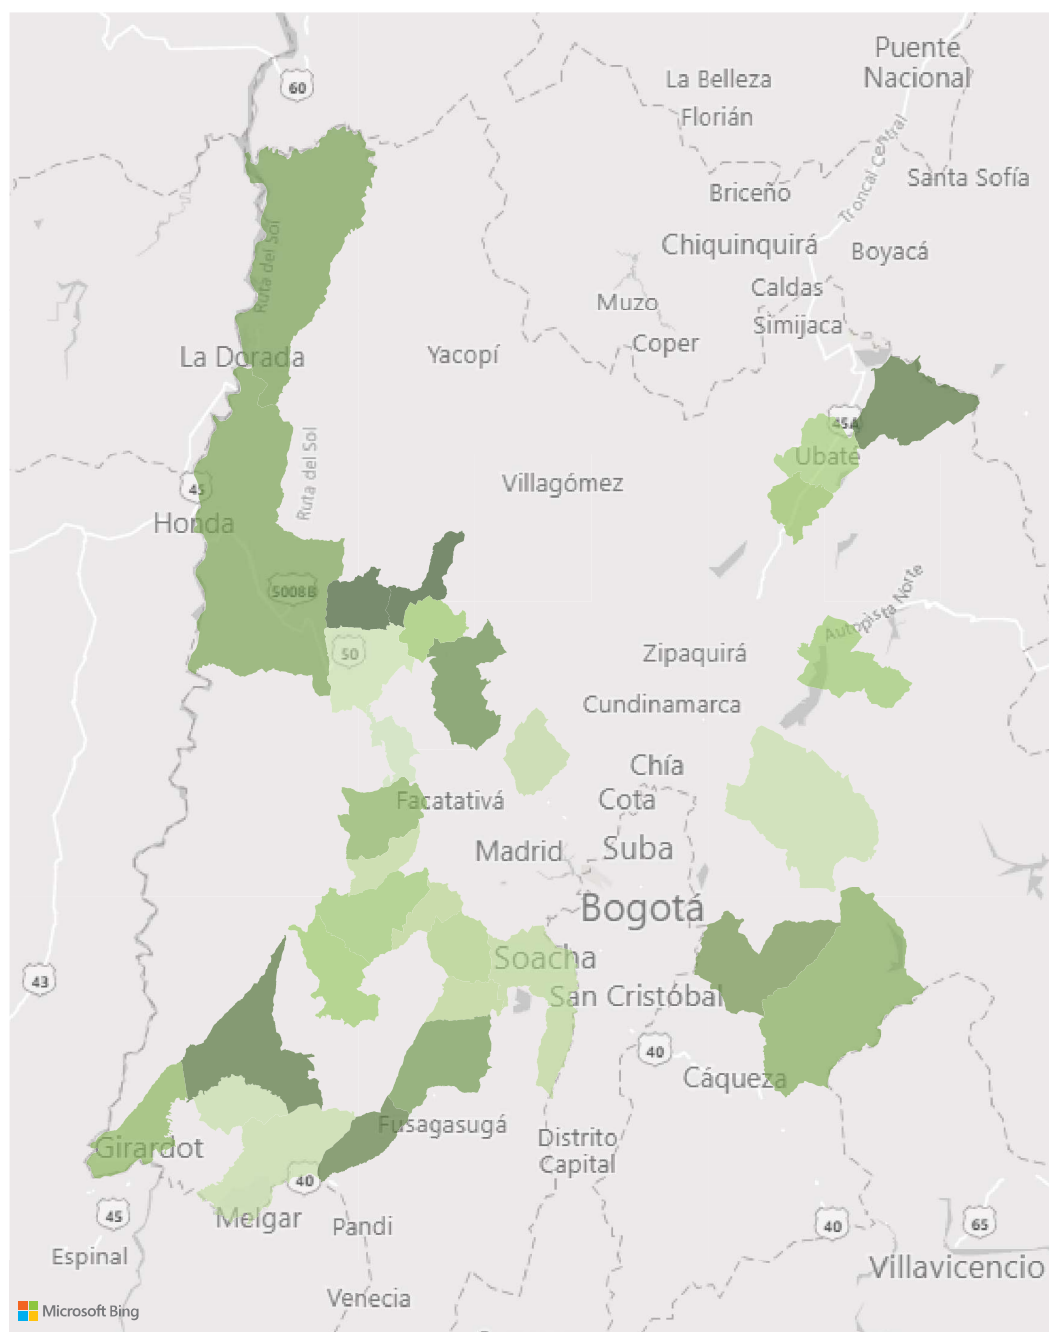 Puente
Nacional
60
La Belleza
Florián
Troncal Central
Santa Sofía
Briceño
Ruta del Sol
Chiquinquirá
Boyacá
Caldas
Muzo
Simijaca
Coper
La Dorada
Yacopí
45A
Ubaté
Ruta del Sol
Villagómez
45
Honda
5008B
Autopista Norte
50
Zipaquirá
Cundinamarca
Chía
Facatativá
Cota
Madrid
Suba
Bogotá
Soacha
43
San Cristóbal
40
Cáqueza
Fusagasugá
Girardot
Distrito
Capital
40
45
Melgar
Pandi
40
65
Espinal
Villavicencio
Venecia
Microsoft Bing